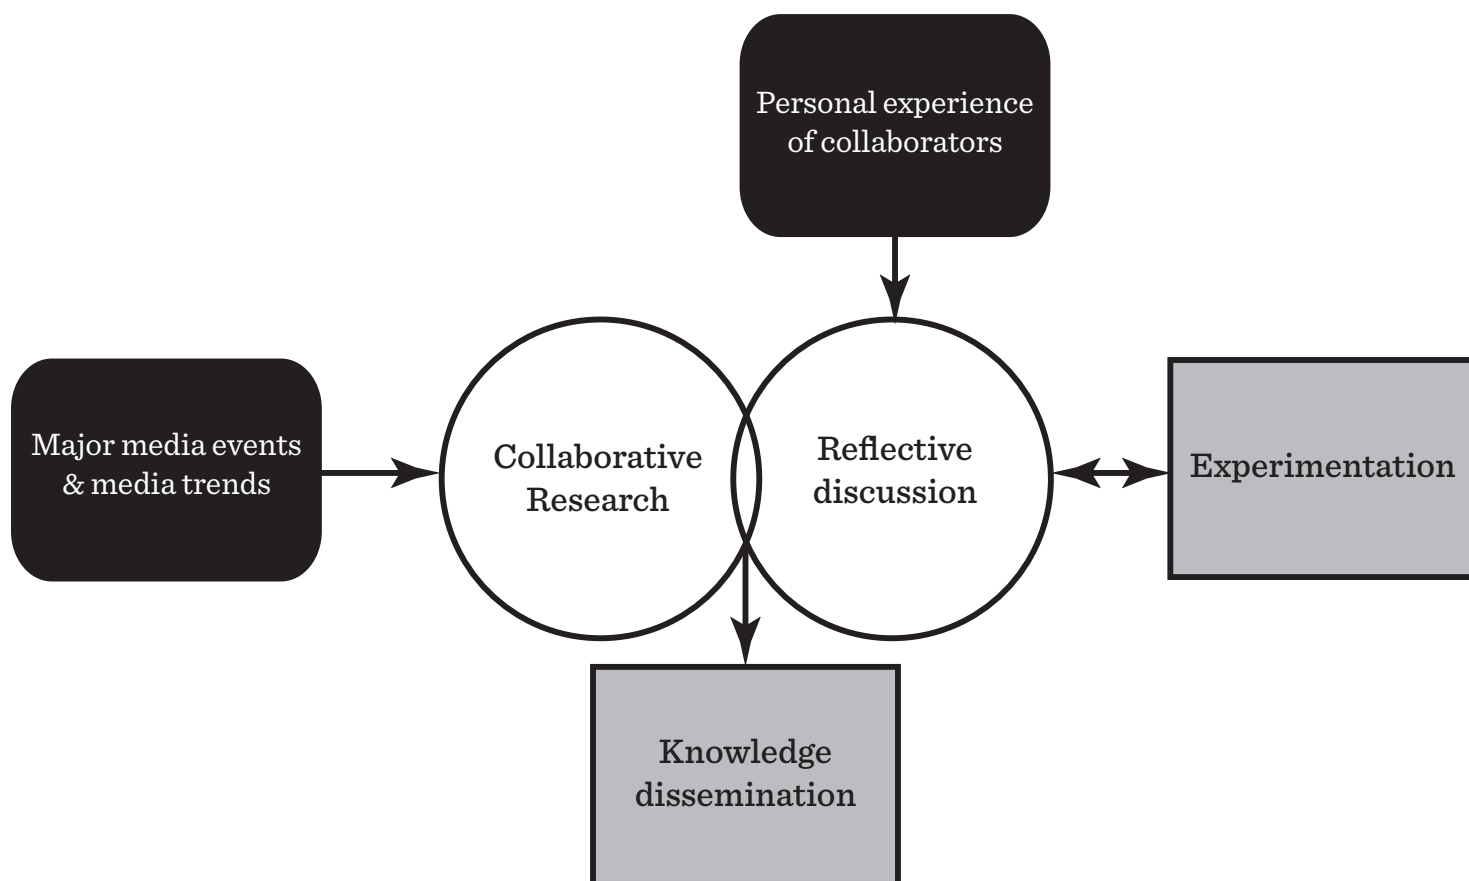 Personal experience
of collaborators
Major media events
& media trends
Collaborative
Research
Reflective
discussion
Experimentation
Knowledge
dissemination